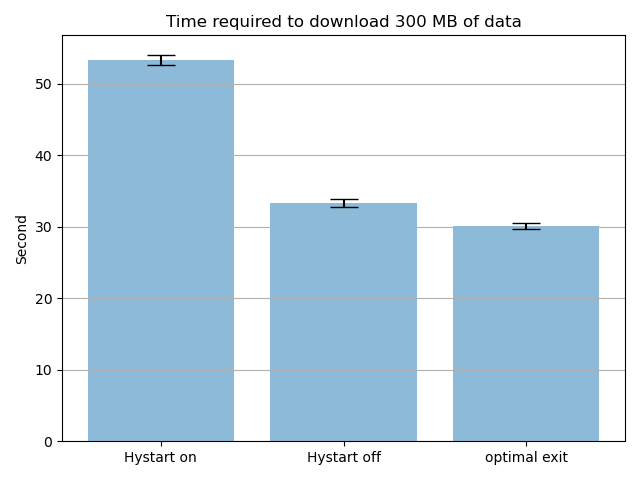 Time required to download 300 MB of data
Second
50
40
30
20
10
0
Hystart on
Hystart off
optimal exit